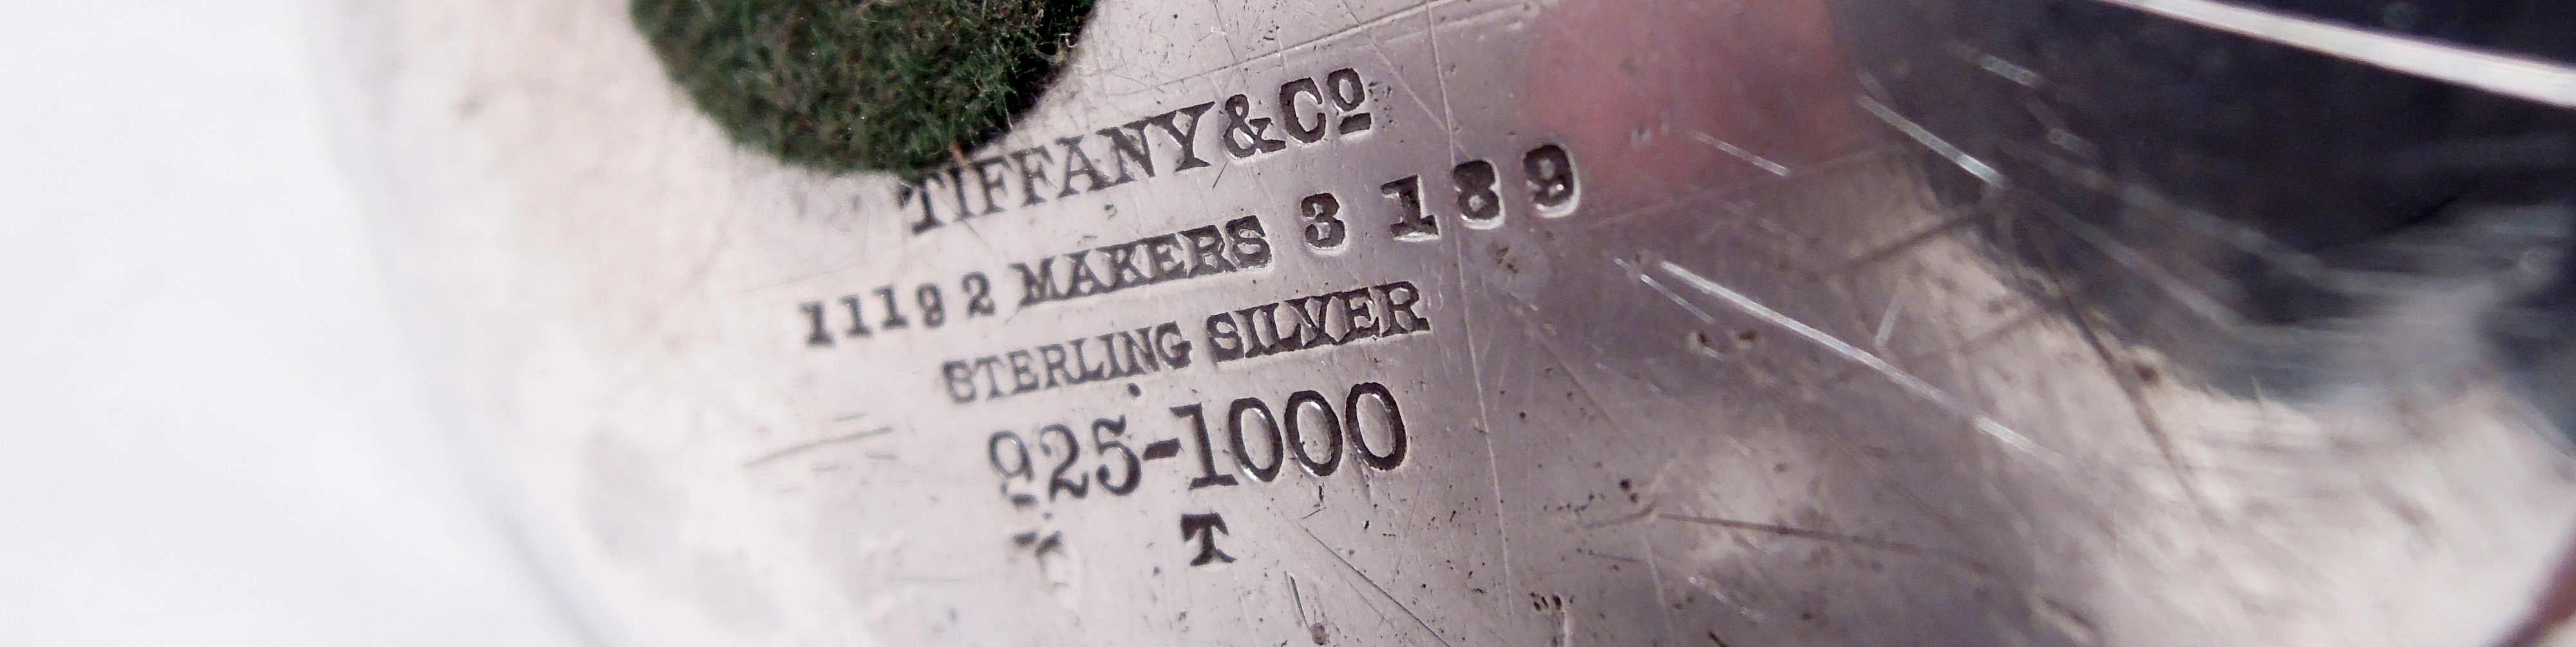 TIFFANY & Cº
11192 MAKERS 3189
STERLING SILVER
925-1000
T